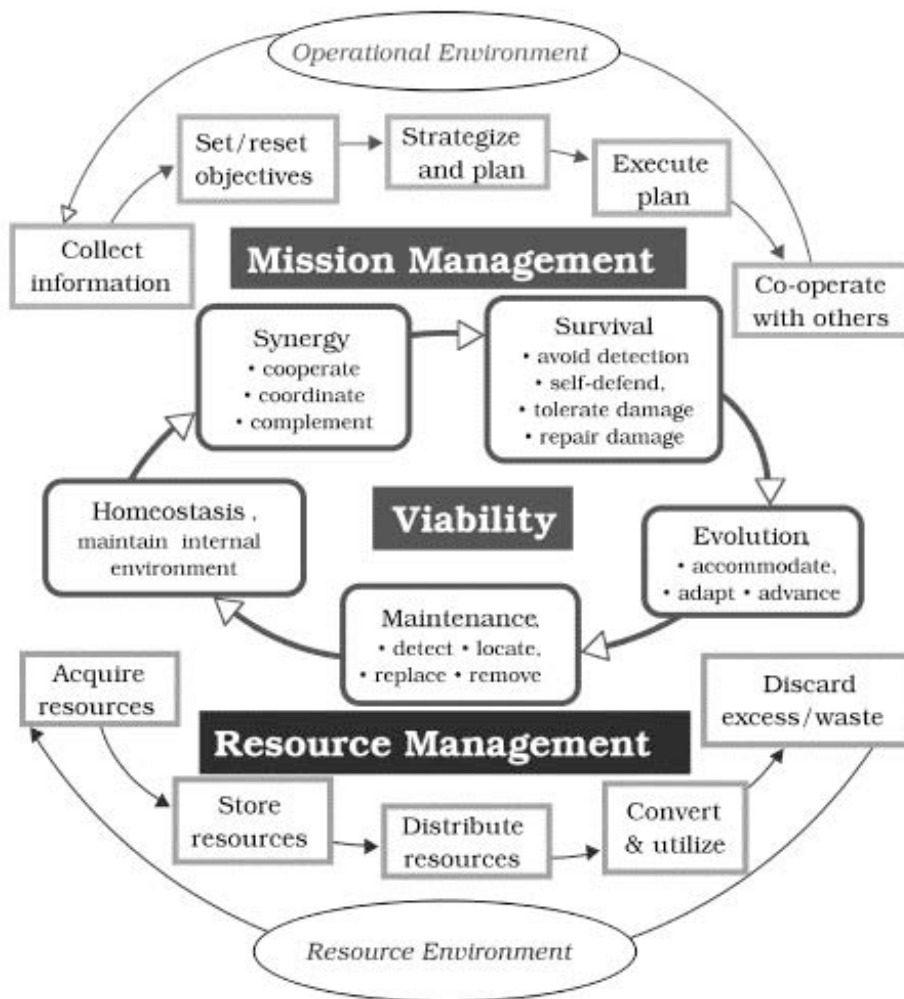 Operational Environment
Set/reset
objectives
Strategize
and plan
Execute
plan
Collect
information
Mission Management
Co-operate
with others
Synergy
• cooperate
• coordinate
• complement
Survival
• avoid detection
• self-defend,
• tolerate damage
• repair damage
Homeostasis,
maintain internal
environment
Viability
Evolution,
• accommodate,
• adapt • advance
Maintenance,
• detect • locate,
• replace • remove
Acquire
resources
Discard
excess/waste
Resource Management
Store
resources
Distribute
resources
Convert
& utilize
Resource Environment